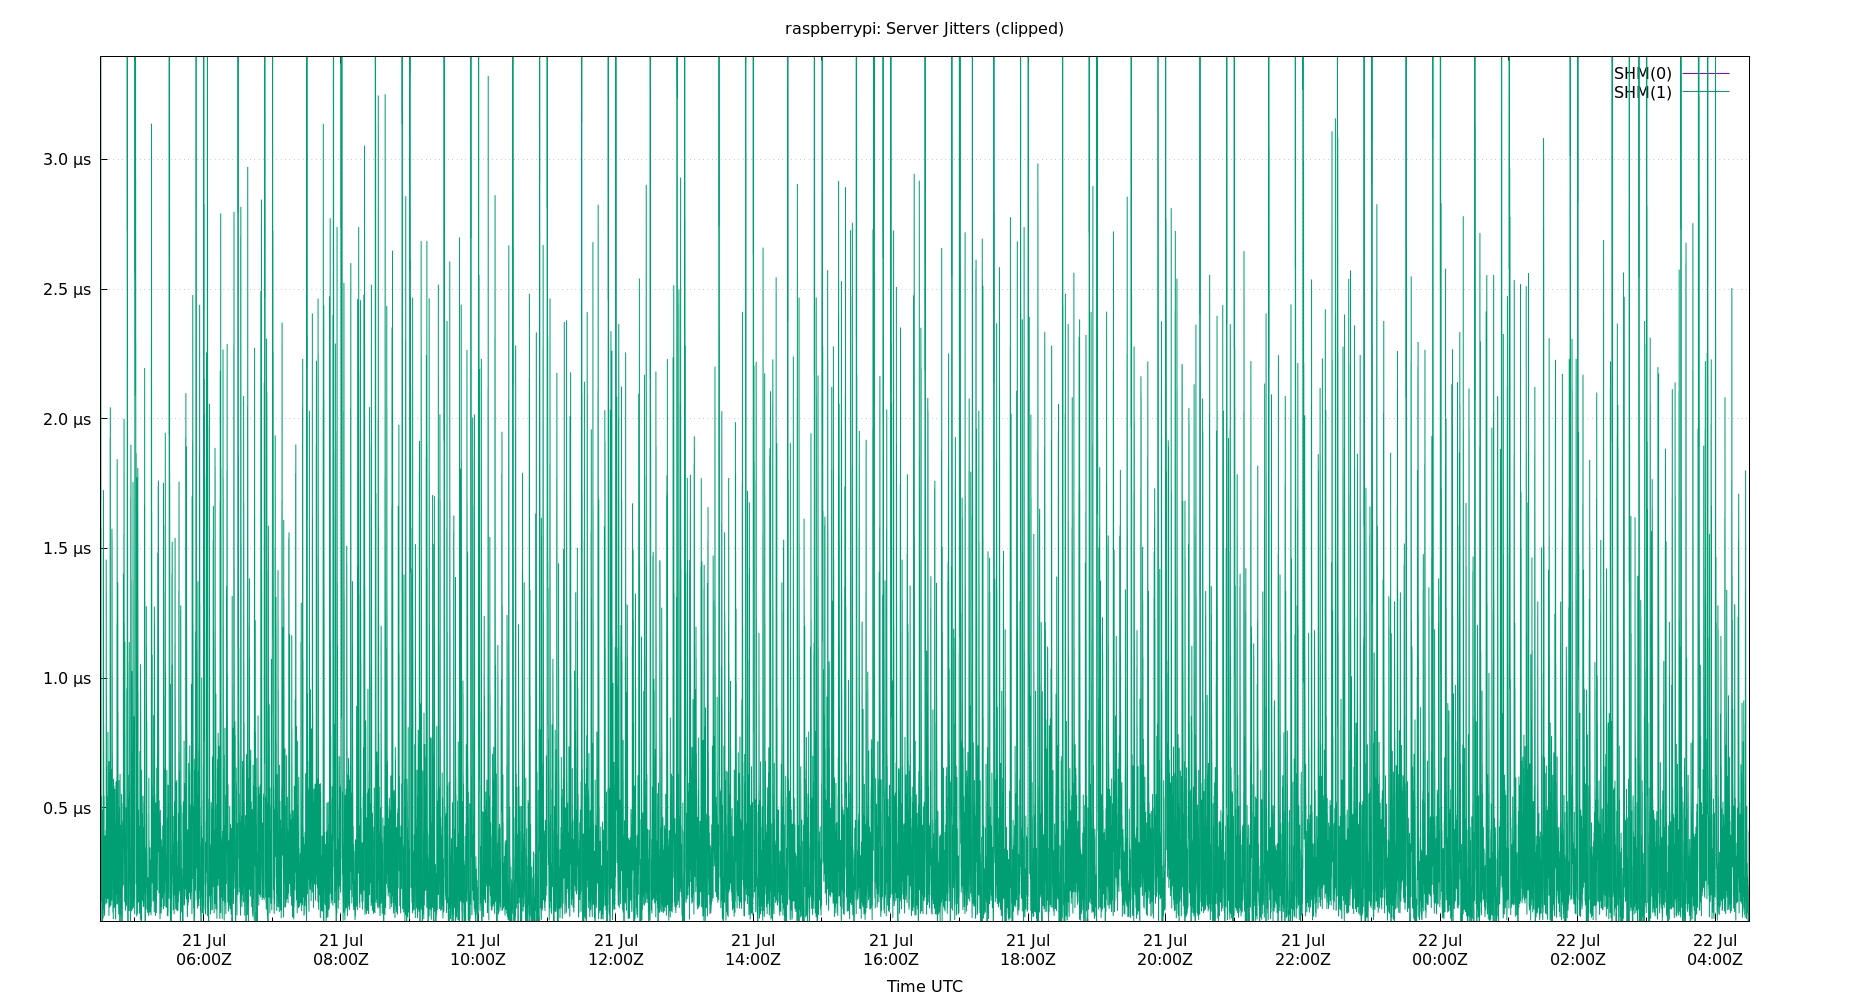 raspberrypi: Server Jitters (clipped)
SHM(0)
SHM(1)
3.0 µs
2.5 µs
2.0 µs
1.5 µs
1.0 µs
0.5 µs
21 Jul 21 Jul 21 Jul 21 Jul 21 Jul 21 Jul 21 Jul 21 Jul 21 Jul 22 Jul 22 Jul 22 Jul
06:00Z 08:00Z 10:00Z 12:00Z 14:00Z 16:00Z 18:00Z 20:00Z 22:00Z 00:00Z 02:00Z 04:00Z
Time UTC